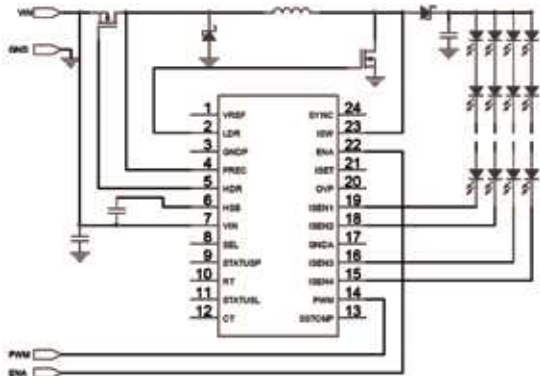 VIN
GND
1 VREF SYNC 24
2 LDR ISW 23
3 GNDP ENA 22
4 PREC ISET 21
5 HDR OVP 20
6 HSB ISEN1 19
7 VIN ISEN2 18
8 SEL GNDA 17
9 STATUSP ISEN3 16
10 RT ISEN4 15
11 STATUSL PWM 14
12 CT SSTCMP 13
PWM
ENA